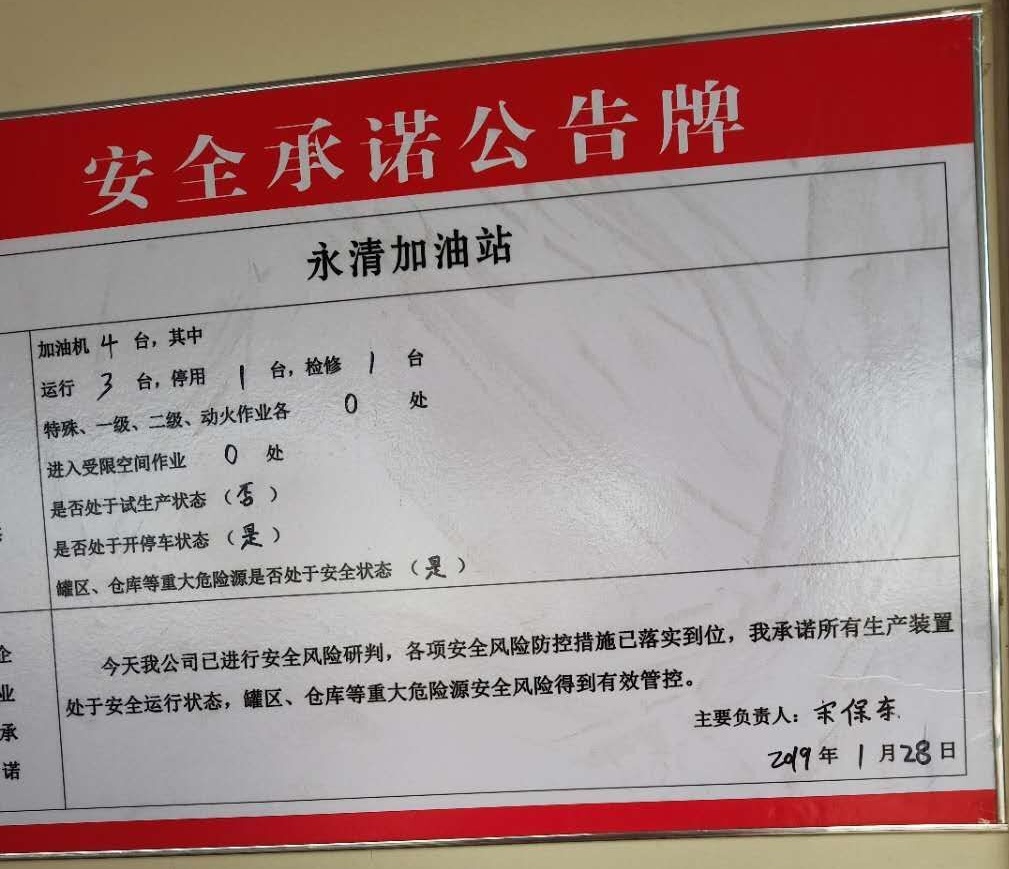 安全承诺公告牌
永清加油站
加油机 4 台，其中
运行 3 台，停用 1 台，检修 1 台
特殊、一级、二级、动火作业各 0 处
进入受限空间作业 0 处
是否处于试生产状态（否）
是否处于开停车状态（是）
罐区、仓库等重大危险源是否处于安全状态（是）
企
业
承
诺
今天我公司已进行安全风险研判，各项安全风险防控措施已落实到位，我承诺所有生产装置
处于安全运行状态，罐区、仓库等重大危险源安全风险得到有效管控。
主要负责人：宋保东
2019年 1 月28日